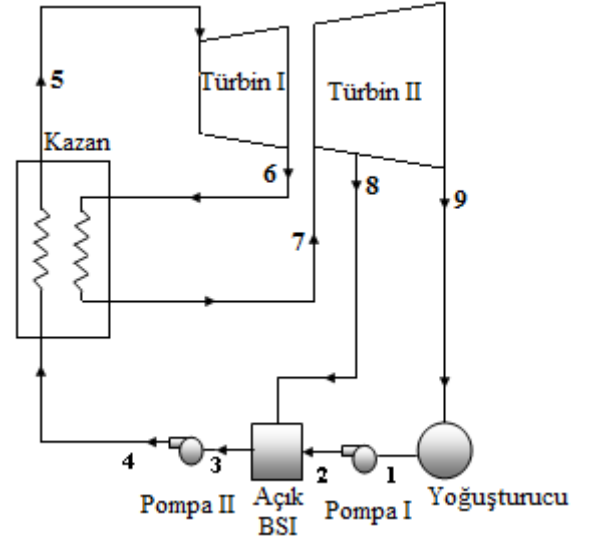 5
Türbin I
Türbin II
Kazan
6
8
9
7
4
3
2
1
Pompa II
Açık
BSI
Pompa I
Yoğuşturucu